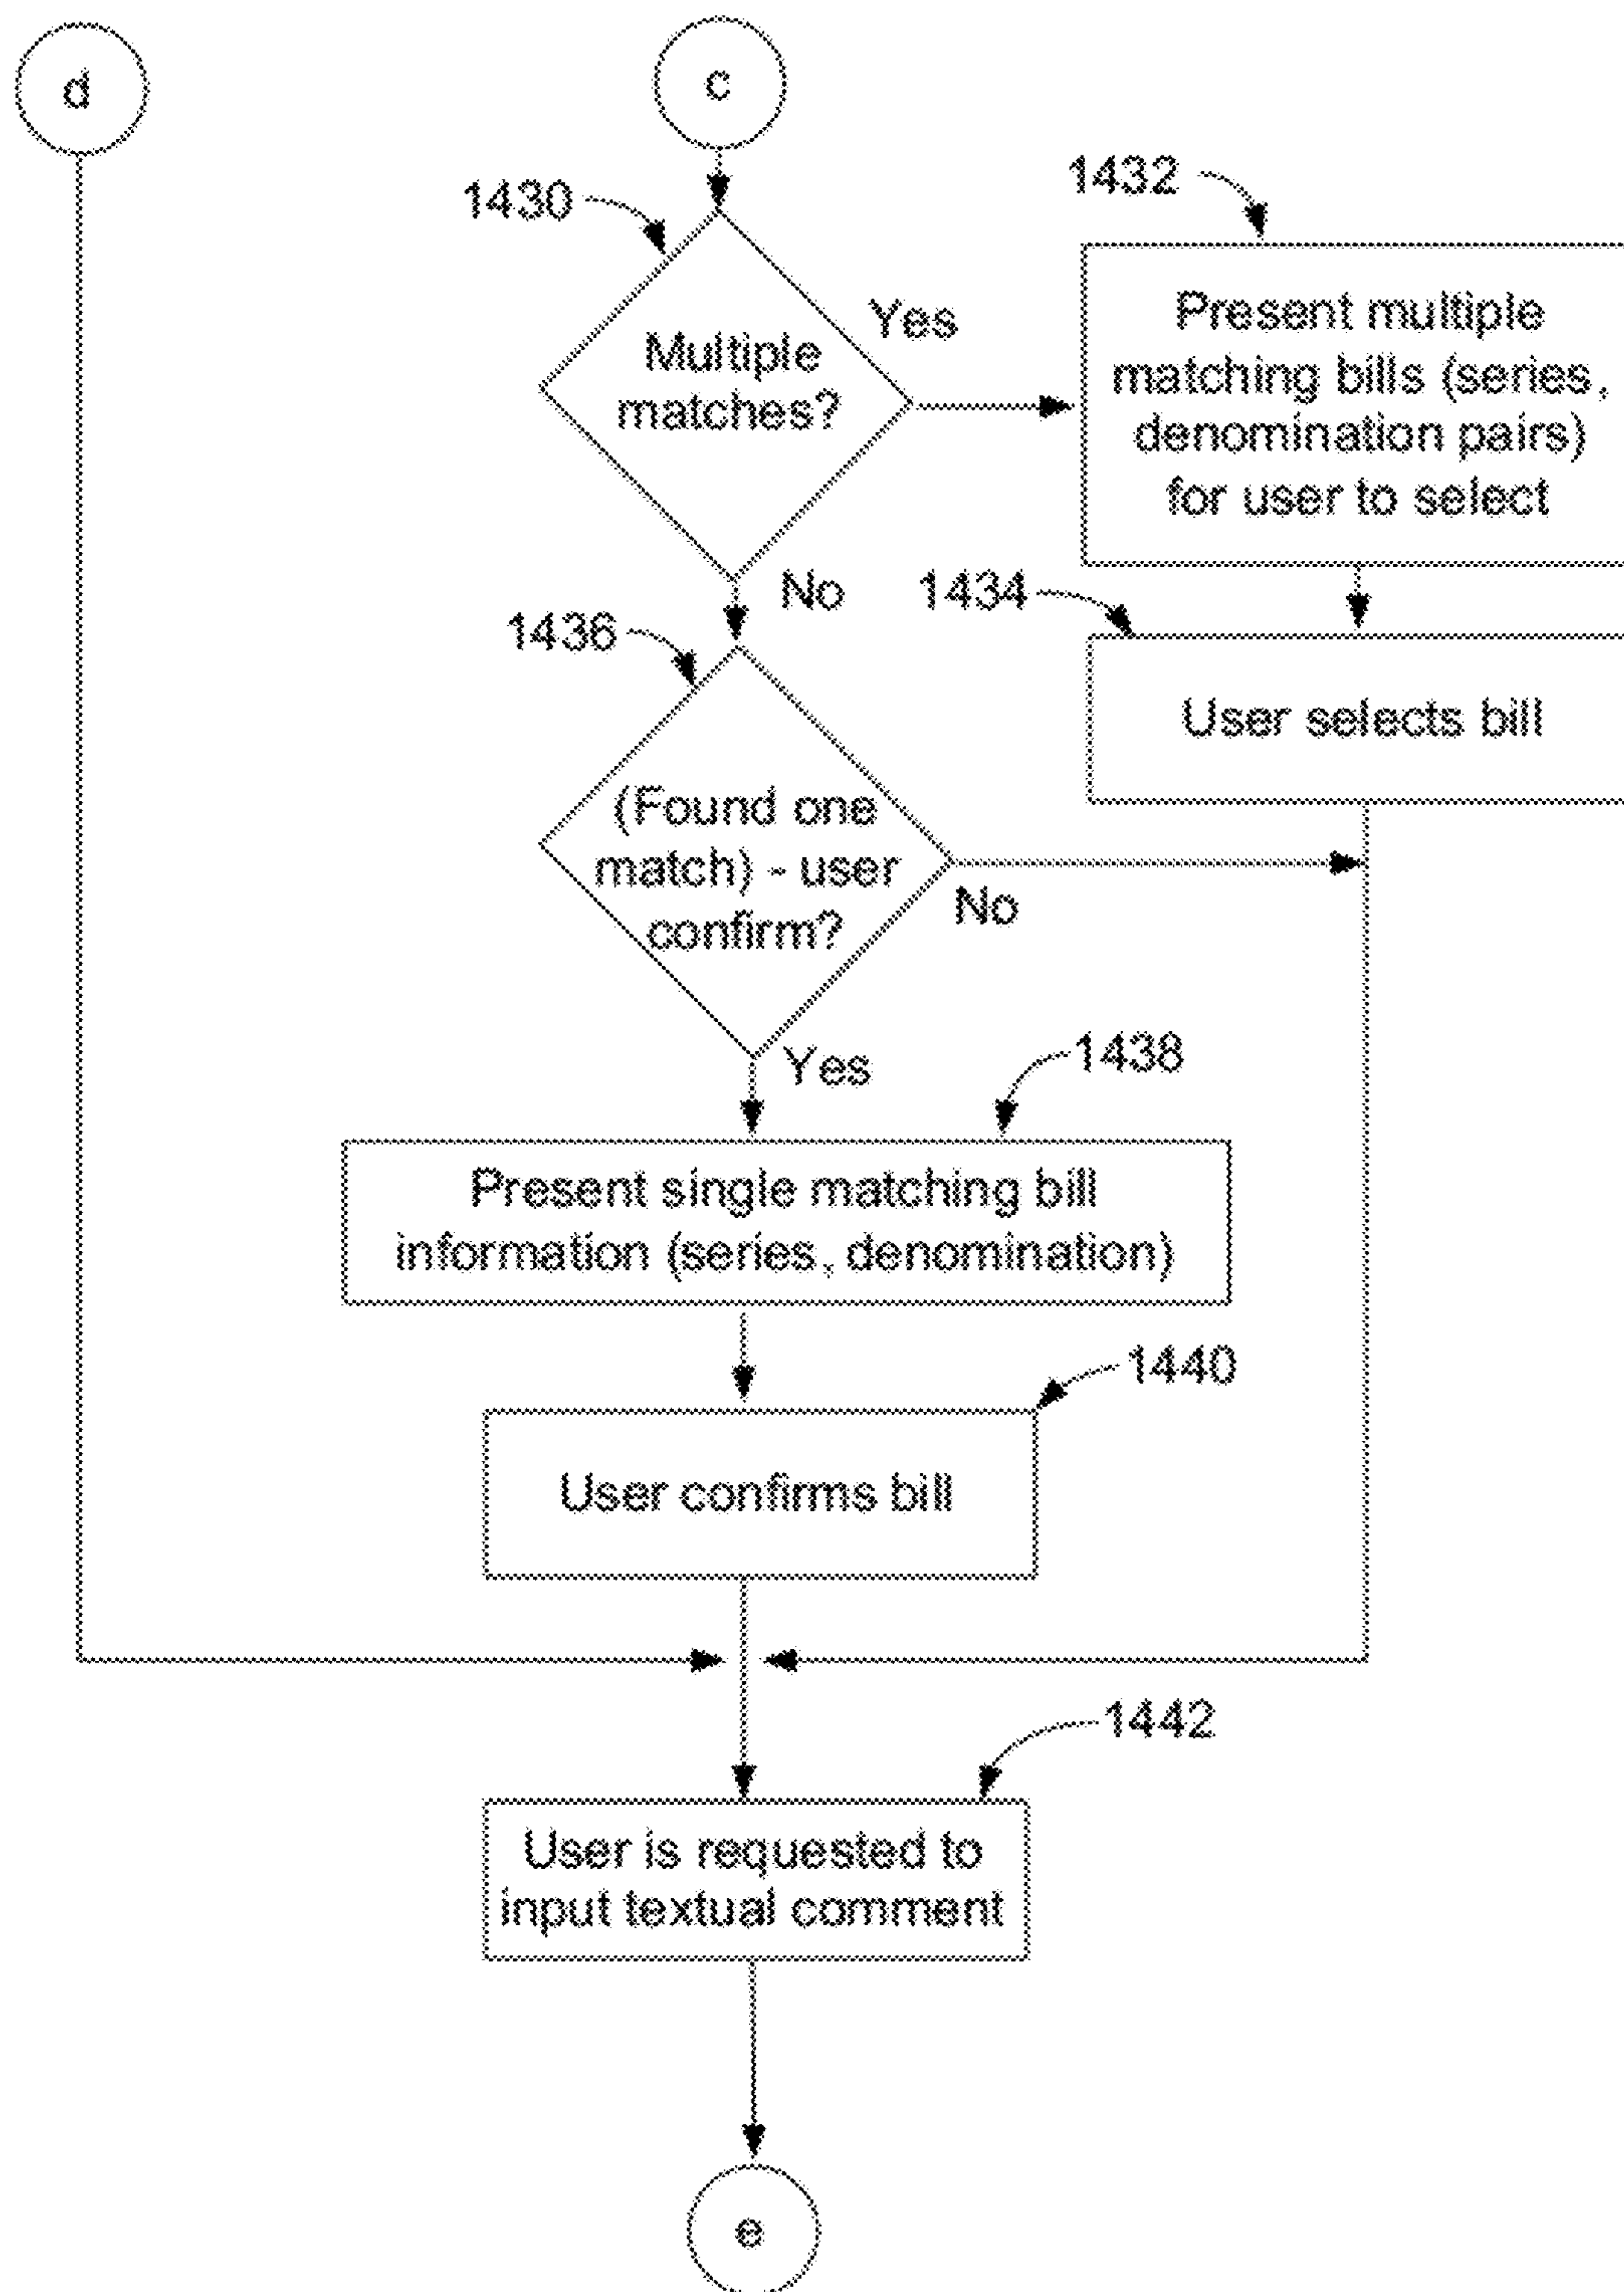 d
c
1430
1432
Multiple
matches?
Yes
Present multiple
matching bills (series,
denomination pairs)
for user to select
No
1434
1436
User selects bill
(Found one
match) - user
confirm?
No
Yes
1438
Present single matching bill
information (series, denomination)
1440
User confirms bill
1442
User is requested to
input textual comment
e